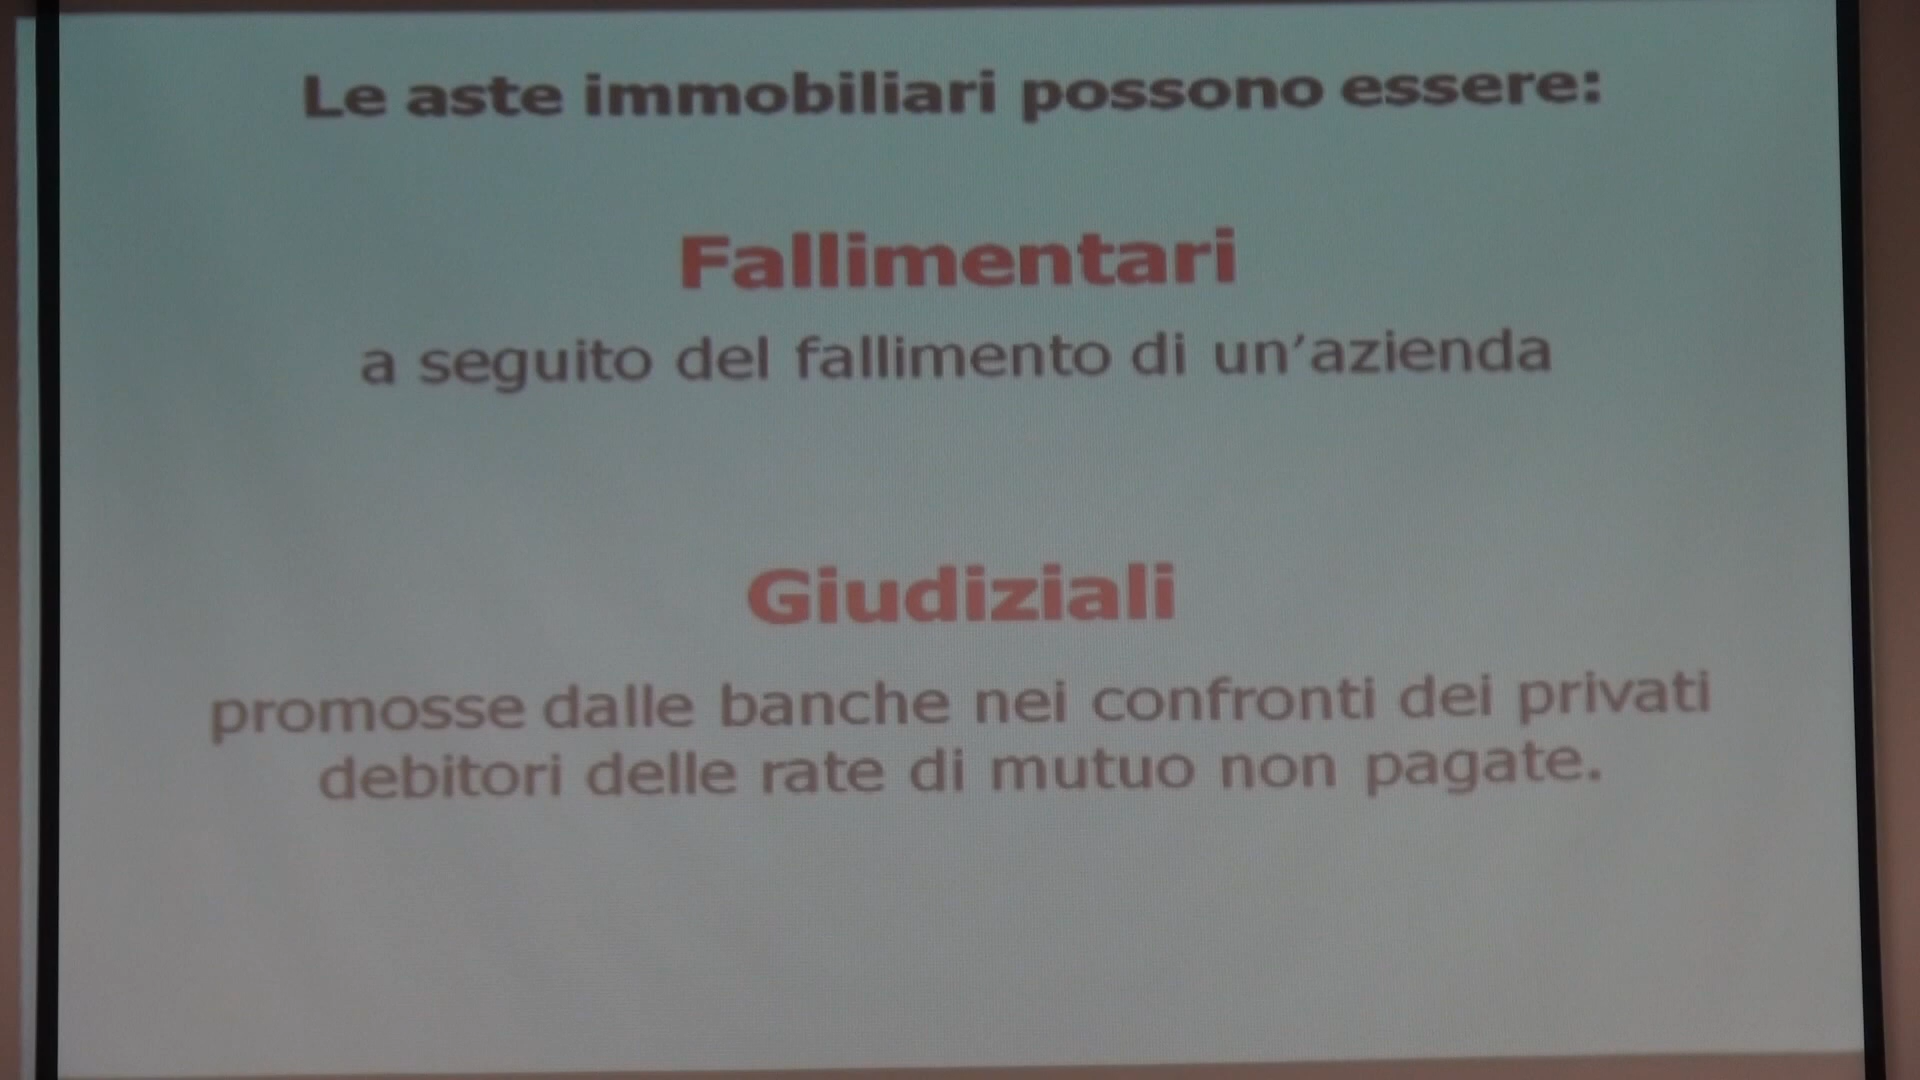 Le aste immobiliari possono essere:
Fallimentari
a seguito del fallimento di un’azienda
Giudiziali
promosse dalle banche nei confronti dei privati
debitori delle rate di mutuo non pagate.